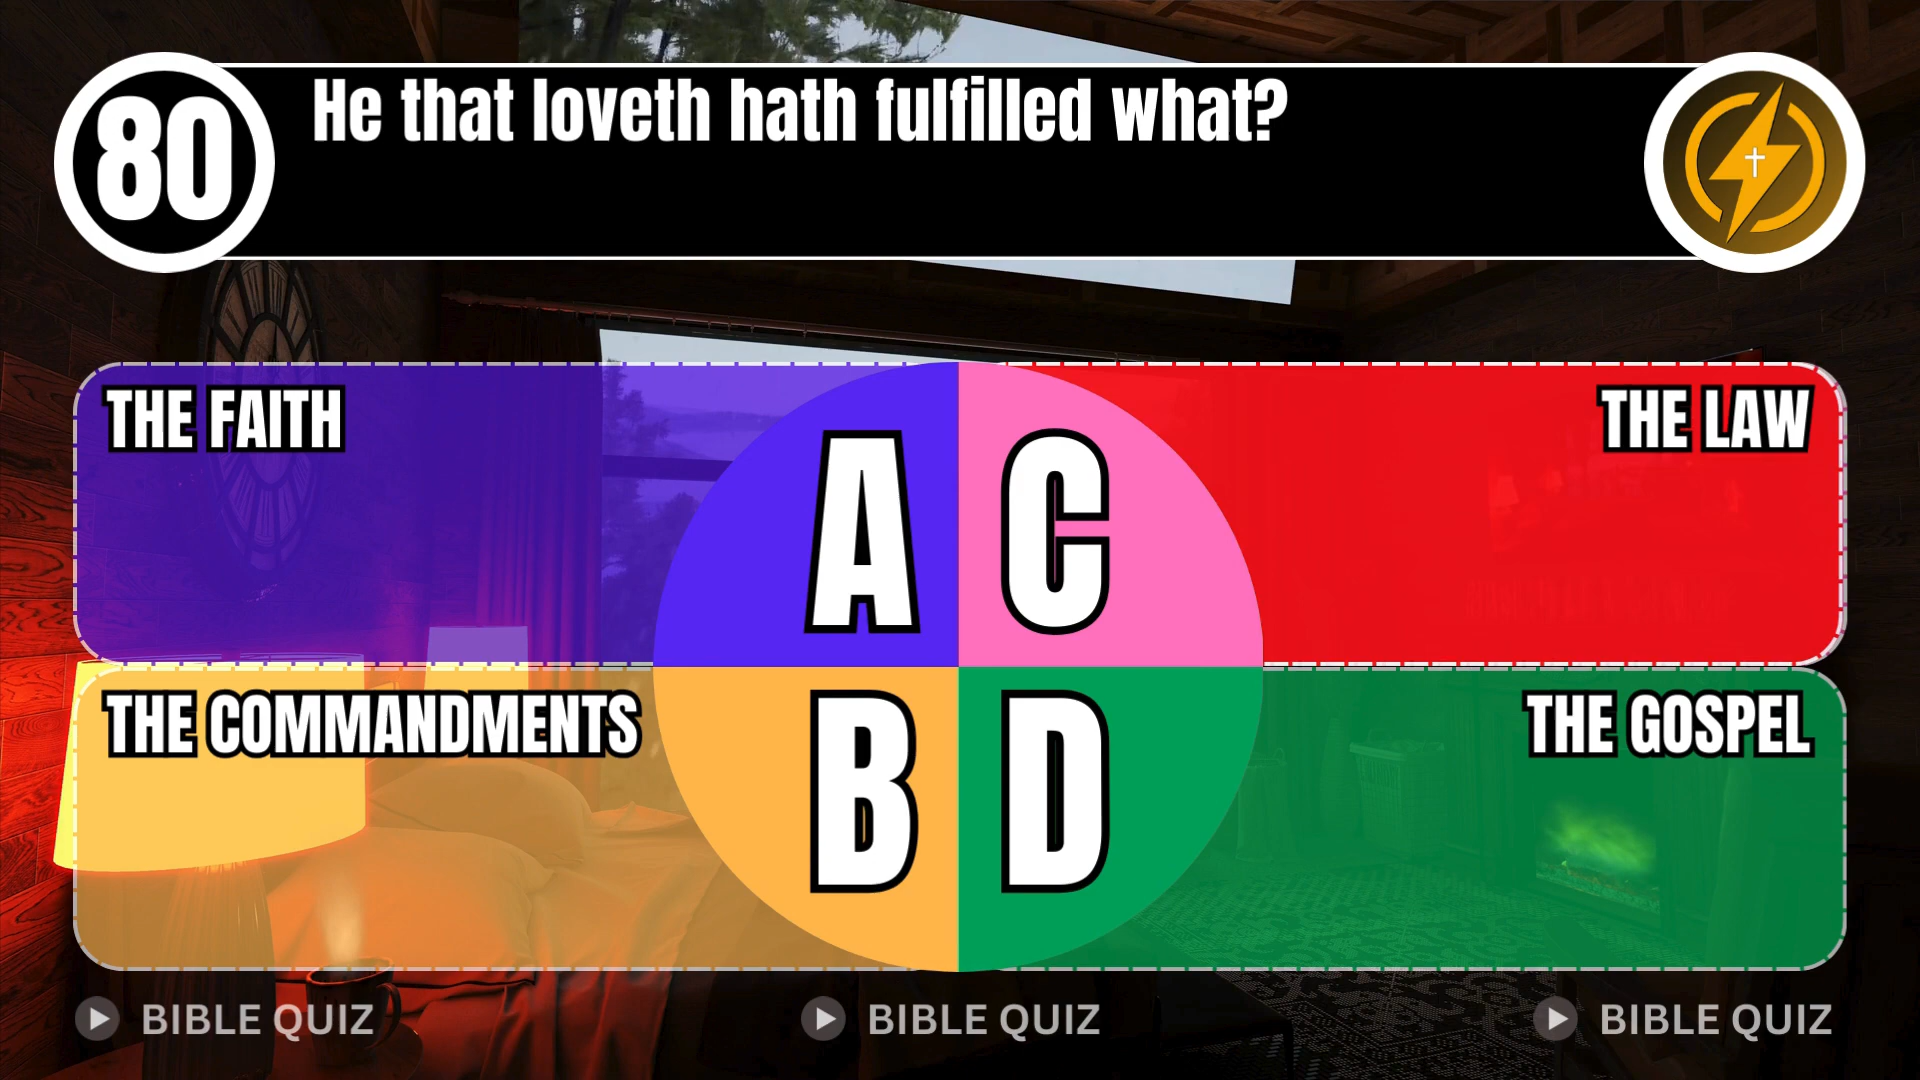 80
He that loveth hath fulfilled what?
THE FAITH
A
C
THE LAW
THE COMMANDMENTS
B
D
THE GOSPEL
BIBLE QUIZ
BIBLE QUIZ
BIBLE QUIZ